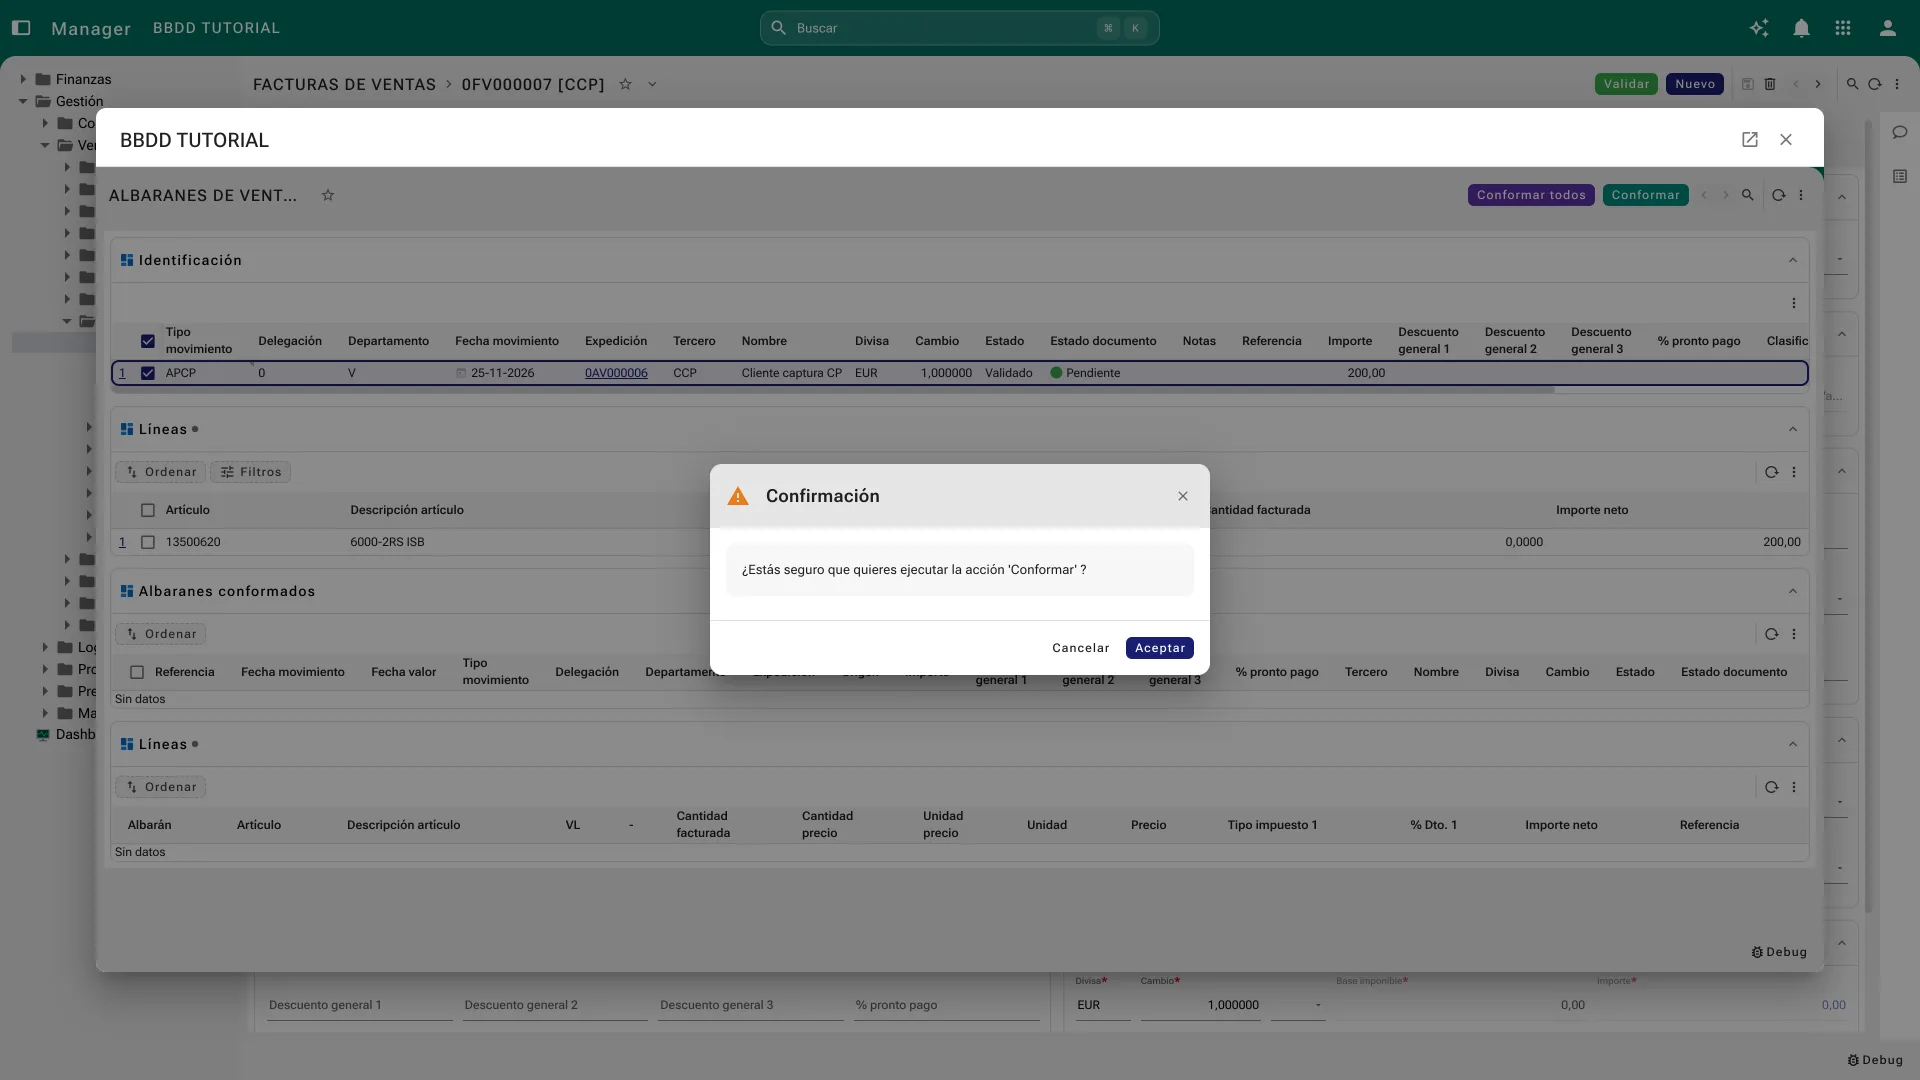 Manager BBDD TUTORIAL
Buscar ⌘ K
Finanzas
Gestión
FACTURAS DE VENTAS › 0FV000007 [CCP]
Validar Nuevo
BBDD TUTORIAL
ALBARANES DE VENT...
Conformar todos Conformar
Identificación
Tipo movimiento Delegación Departamento Fecha movimiento Expedición Tercero Nombre Divisa Cambio Estado Estado documento Notas Referencia Importe Descuento general 1 Descuento general 2 Descuento general 3 % pronto pago Clasific
1 APCP 0 V 25-11-2026 0AV000006 CCP Cliente captura CP EUR 1,000000 Validado Pendiente 200,00
Líneas
Ordenar Filtros
Artículo Descripción artículo antidad facturada Importe neto
1 13500620 6000-2RS ISB 0,0000 200,00
Confirmación
¿Estás seguro que quieres ejecutar la acción 'Conformar' ?
Cancelar Aceptar
Albaranes conformados
Ordenar
Referencia Fecha movimiento Fecha valor Tipo movimiento Delegación Departamento general 1 general 2 general 3 % pronto pago Tercero Nombre Divisa Cambio Estado Estado documento
Sin datos
Líneas
Ordenar
Albarán Artículo Descripción artículo VL - Cantidad facturada Cantidad precio Unidad precio Unidad Precio Tipo impuesto 1 % Dto. 1 Importe neto Referencia
Sin datos
Debug
Co
Ver
Log
Pro
Pre
Ma
Dashb
Divisa* Cambio* Base imponible* Importe*
Descuento general 1 Descuento general 2 Descuento general 3 % pronto pago EUR 1,000000 - 0,00 0,00
Debug